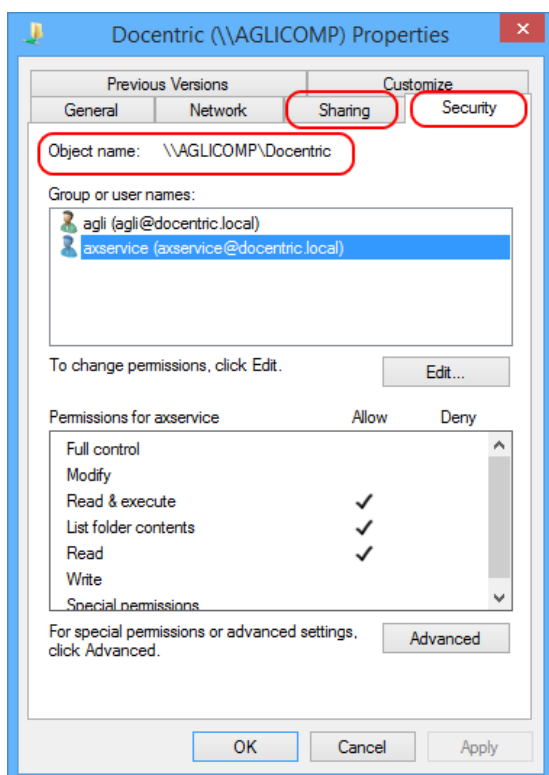 Docentric (\\AGLICOMP) Properties
Previous Versions Customize
General Network Sharing Security
Object name: \\AGLICOMP\Docentric
Group or user names:
agli (agli@docentric.local)
axservice (axservice@docentric.local)
To change permissions, click Edit.
Edit...
Permissions for axservice Allow Deny
Full control
Modify
Read & execute
List folder contents
Read
Write
Special permissions
For special permissions or advanced settings,
click Advanced.
Advanced
OK Cancel Apply